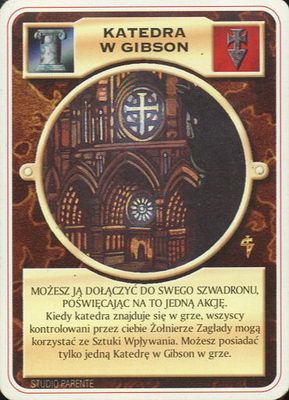 KATEDRA
W GIBSON
MOŻESZ JĄ DOŁĄCZYĆ DO SWEGO SZWADRONU,
POŚWIĘCAJĄC NA TO JEDNĄ AKCJĘ.
Kiedy katedra znajduje się w grze, wszyscy
kontrolowani przez ciebie Żołnierze Zagłady mogą
korzystać ze Sztuki Wpływania. Możesz posiadać
tylko jedną Katedrę w Gibson w grze.
STUDIO PARENTE